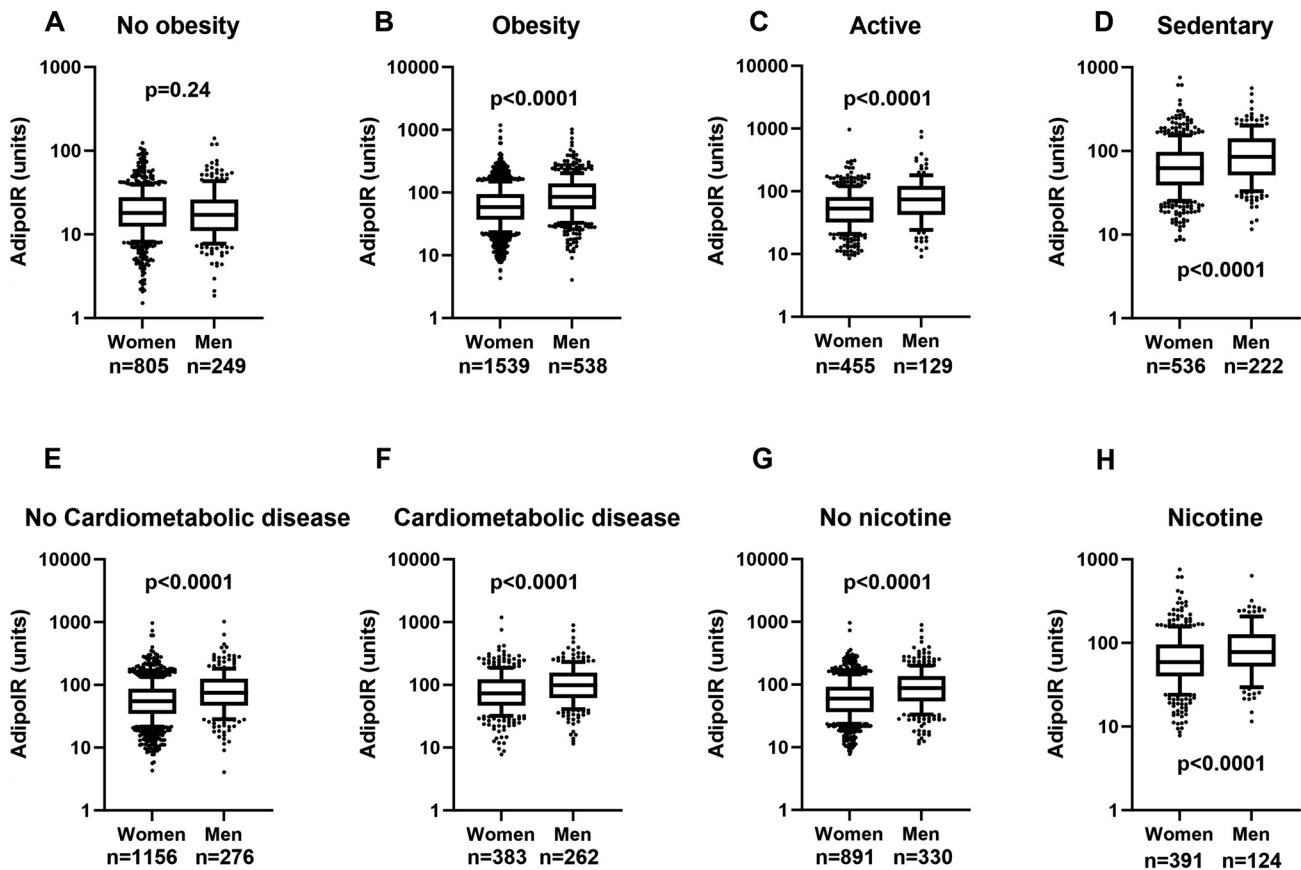 A No obesity
AdipoIR (units)
1000
100
10
1
p=0.24
Women Men
n=805 n=249
B Obesity
AdipoIR (units)
10000
1000
100
10
1
p<0.0001
Women Men
n=1539 n=538
C Active
AdipoIR (units)
10000
1000
100
10
1
p<0.0001
Women Men
n=455 n=129
D Sedentary
AdipoIR (units)
1000
100
10
1
p<0.0001
Women Men
n=536 n=222
E
No Cardiometabolic disease
AdipoIR (units)
10000
1000
100
10
1
p<0.0001
Women Men
n=1156 n=276
F
Cardiometabolic disease
AdipoIR (units)
10000
1000
100
10
1
p<0.0001
Women Men
n=383 n=262
G
No nicotine
AdipoIR (units)
10000
1000
100
10
1
p<0.0001
Women Men
n=891 n=330
H
Nicotine
AdipoIR (units)
1000
100
10
1
p<0.0001
Women Men
n=391 n=124